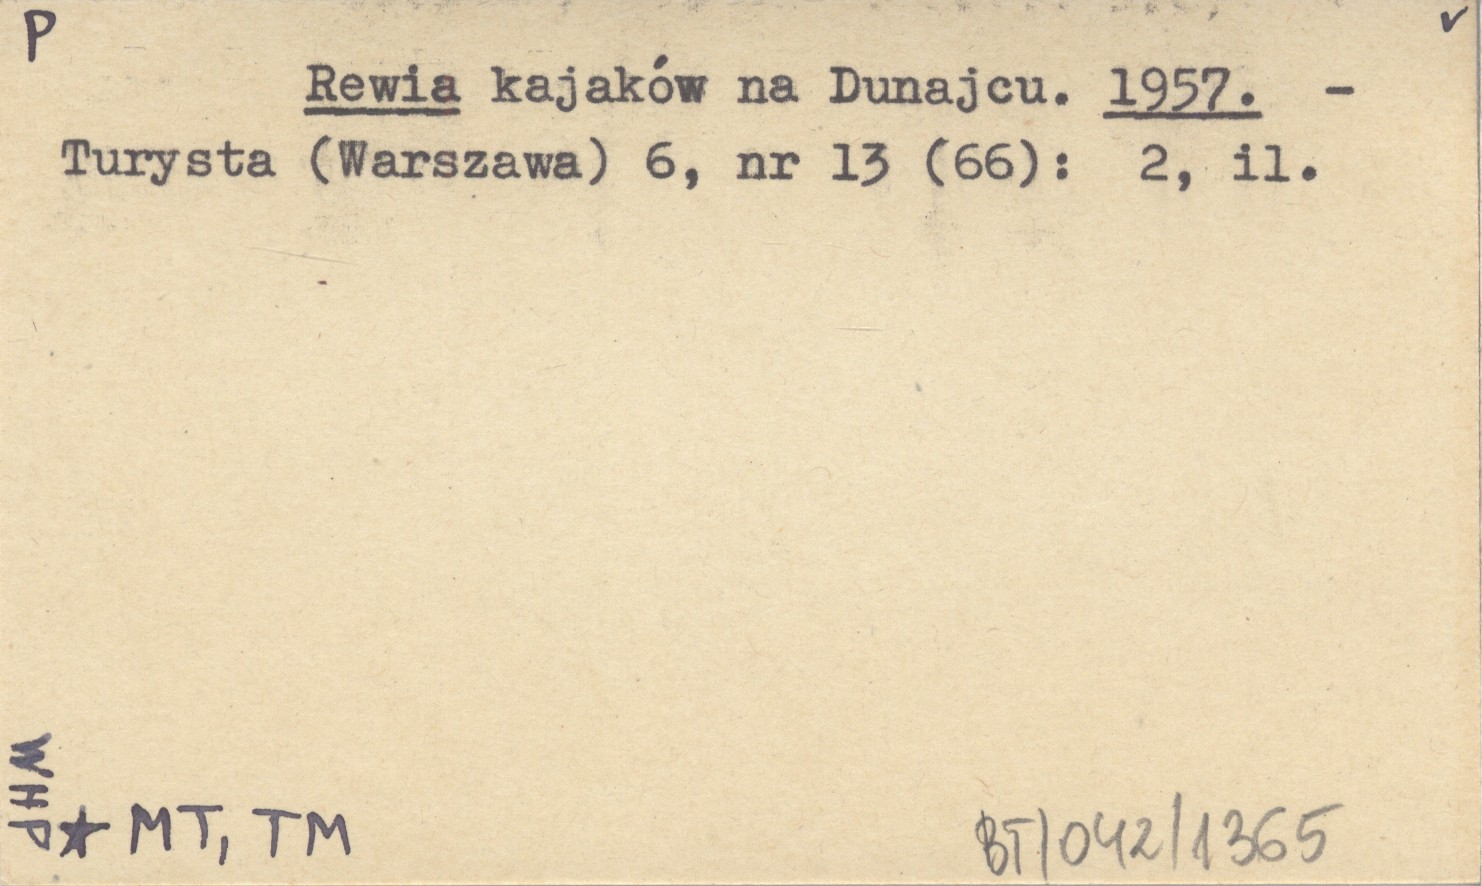 P
v
Rewia kajaków na Dunajcu. 1957. -
Turysta (Warszawa) 6, nr 13 (66): 2, il.
WHP
★ MT, TM
BT/042/1365